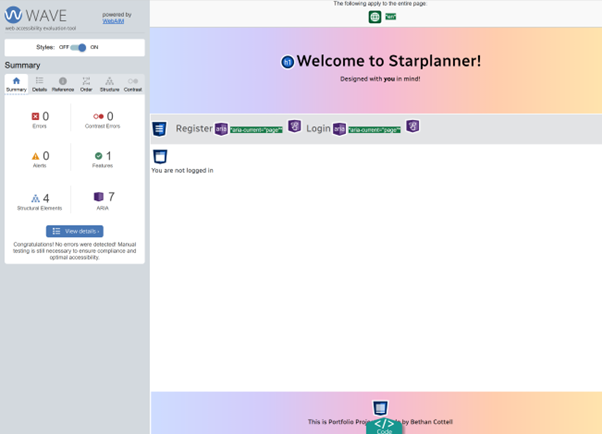 WAVE
web accessibility evaluation tool
powered by
WebAIM
Styles: OFF ON
Summary
Summary Details Reference Order Structure Contrast
0
Errors
0
Contrast Errors
0
Alerts
1
Features
4
Structural Elements
7
ARIA
View details ›
Congratulations! No errors were detected! Manual
testing is still necessary to ensure compliance and
optimal accessibility.
The following apply to the entire page:
*en*
h1 Welcome to Starplanner!
Designed with you in mind!
Register aria *aria-current="page"* Login aria *aria-current="page"*
You are not logged in
This is Portfolio by Bethan Cottell
</>
Code